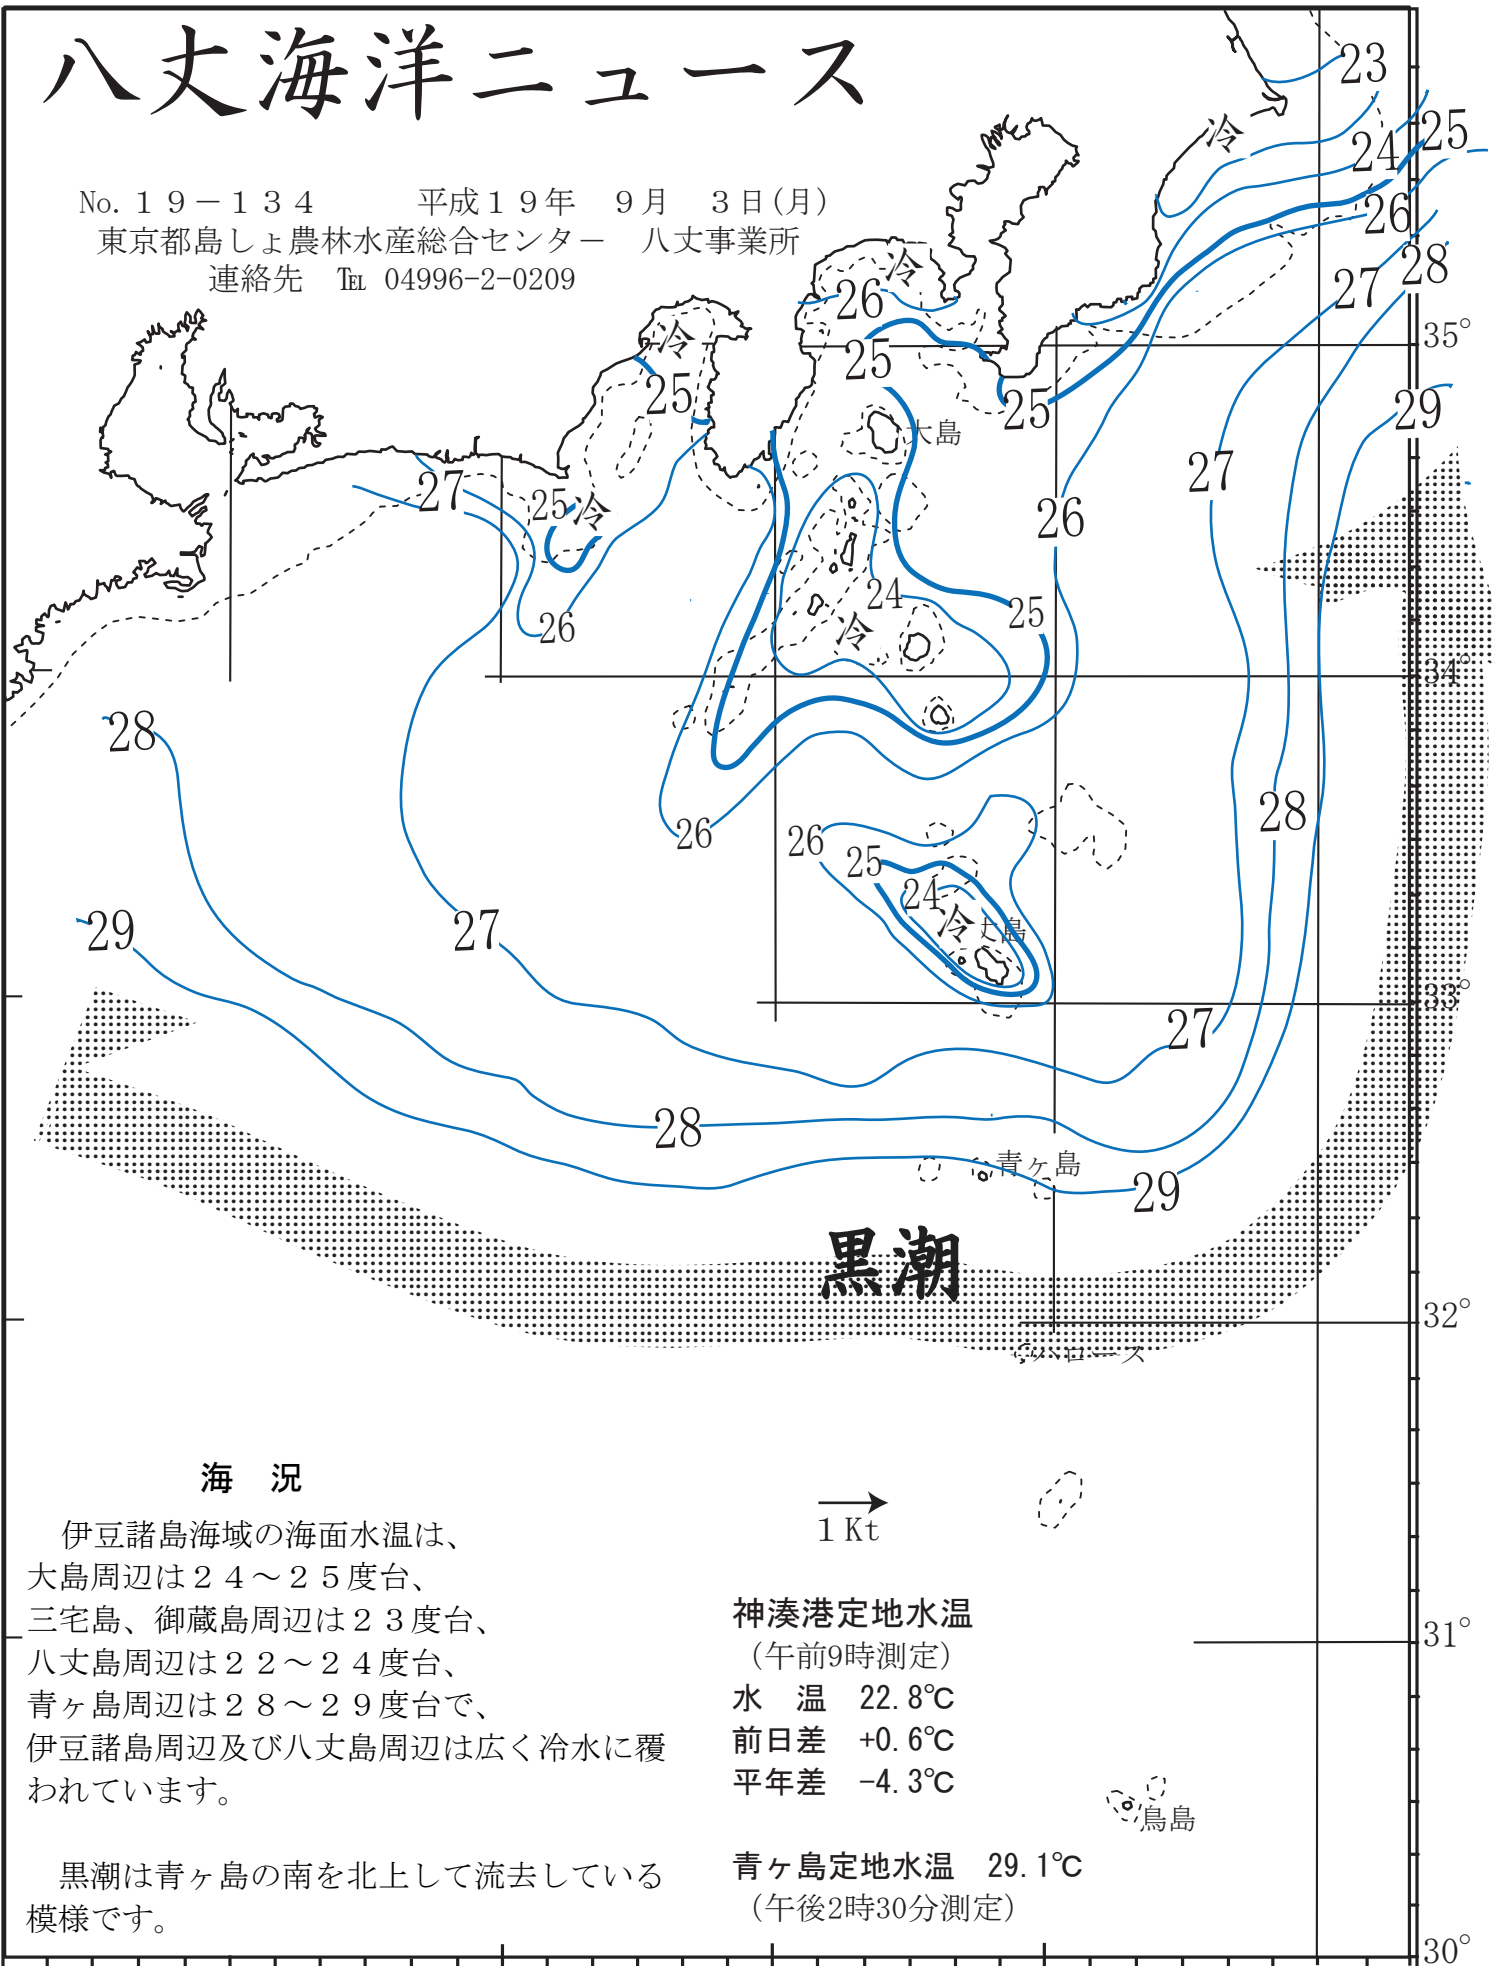 八丈海洋ニュース
No.１９－１３４　　平成１９年　９月　３日(月)
東京都島しょ農林水産総合センタ－　八丈事業所
連絡先　℡ 04996-2-0209
23
冷
25
24
26
冷
26
28
27
35°
冷
25
25
25
29
大島
27
27
25
冷
26
24
25
26
冷
34°
28
28
26
26
25
24
29
27
冷
丈島
33°
27
28
青ヶ島
29
黒潮
32°
ベヨネース
海　況
　伊豆諸島海域の海面水温は、
大島周辺は２４～２５度台、
三宅島、御蔵島周辺は２３度台、
八丈島周辺は２２～２４度台、
青ヶ島周辺は２８～２９度台で、
伊豆諸島周辺及び八丈島周辺は広く冷水に覆
われています。
　黒潮は青ヶ島の南を北上して流去している
模様です。
1 Kt
神湊港定地水温
（午前9時測定）
水　温　22.8℃
前日差　+0.6℃
平年差　-4.3℃
青ヶ島定地水温　29.1℃
（午後2時30分測定）
31°
鳥島
30°